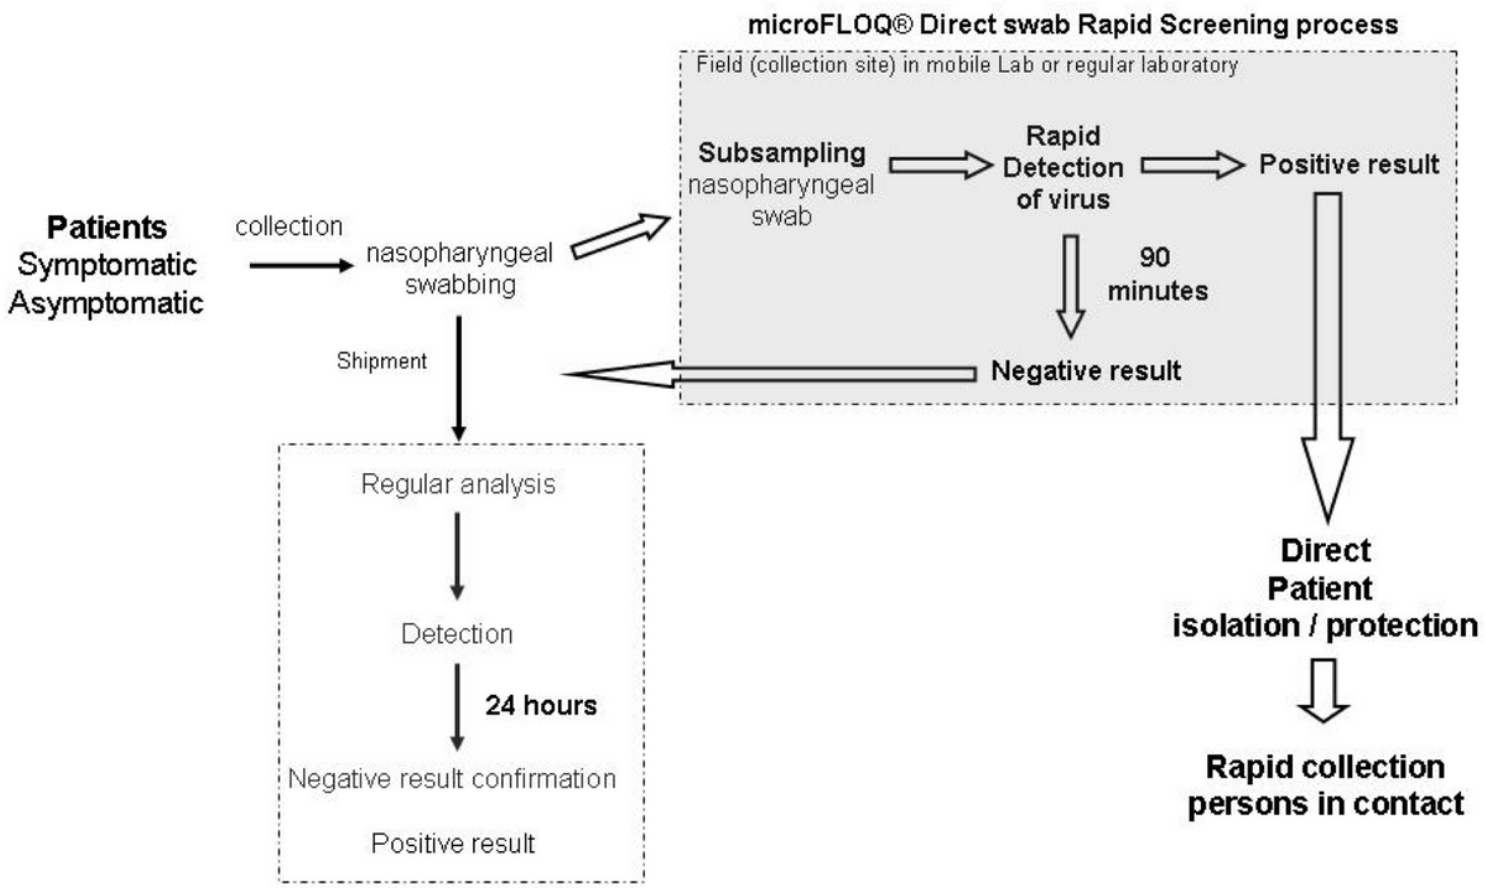 microFLOQ® Direct swab Rapid Screening process
Field (collection site) in mobile Lab or regular laboratory
Subsampling
nasopharyngeal
swab
Rapid
Detection
of virus
Positive result
90
minutes
Negative result
Patients
Symptomatic
Asymptomatic
collection
nasopharyngeal
swabbing
Shipment
Regular analysis
Detection
24 hours
Negative result confirmation
Positive result
Direct
Patient
isolation / protection
Rapid collection
persons in contact